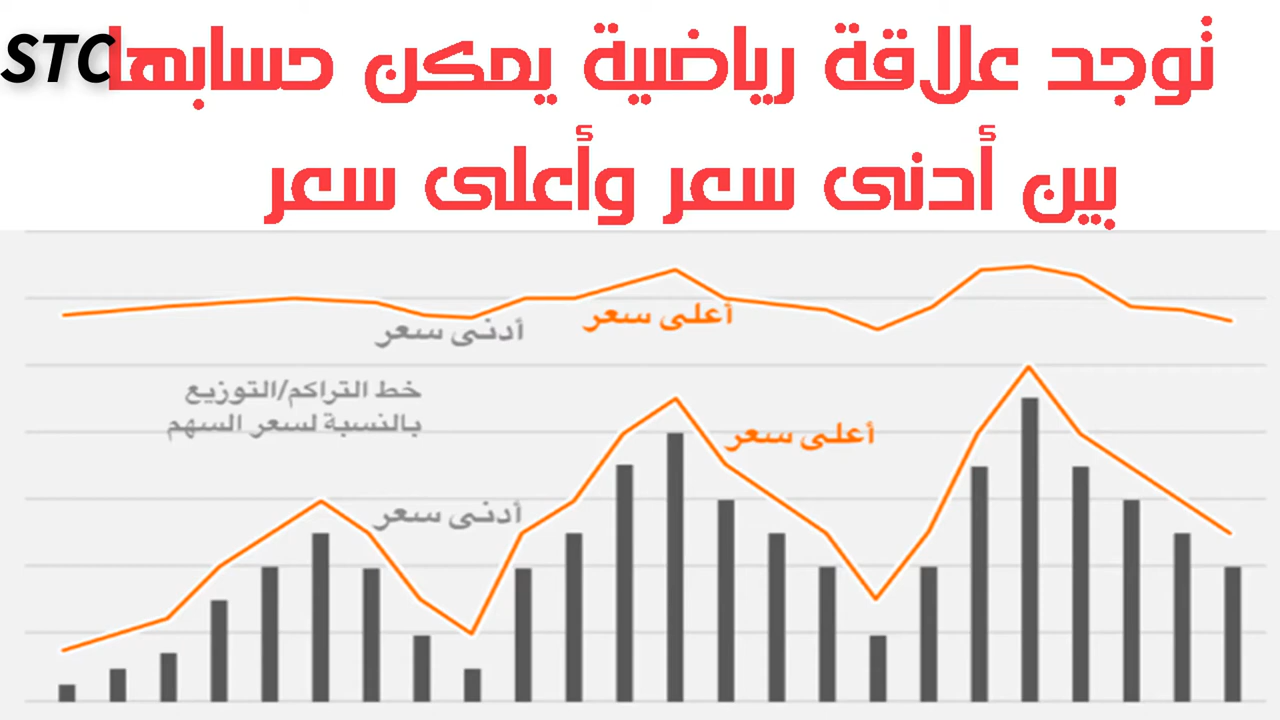 توجد علاقة رياضية يمكن حسابها
STC
بين أدنى سعر وأعلى سعر
أعلى سعر
أدنى سعر
خط التراكم/التوزيع
بالنسبة لسعر السهم
أعلى سعر
أدنى سعر